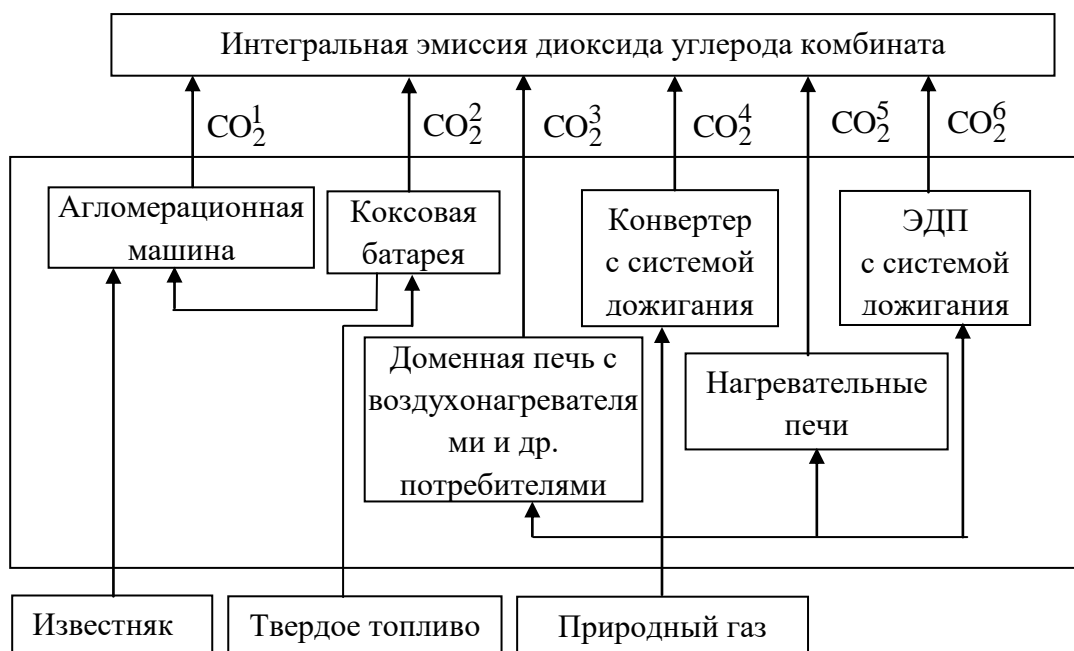 Интегральная эмиссия диоксида углерода комбината
CO₂¹ CO₂² CO₂³ CO₂⁴ CO₂⁵ CO₂⁶
Агломерационная
машина
Коксовая
батарея
Конвертер
с системой
дожигания
ЭДП
с системой
дожигания
Доменная печь с
воздухонагревателя
ми и др.
потребителями
Нагревательные
печи
Известняк
Твердое топливо
Природный газ